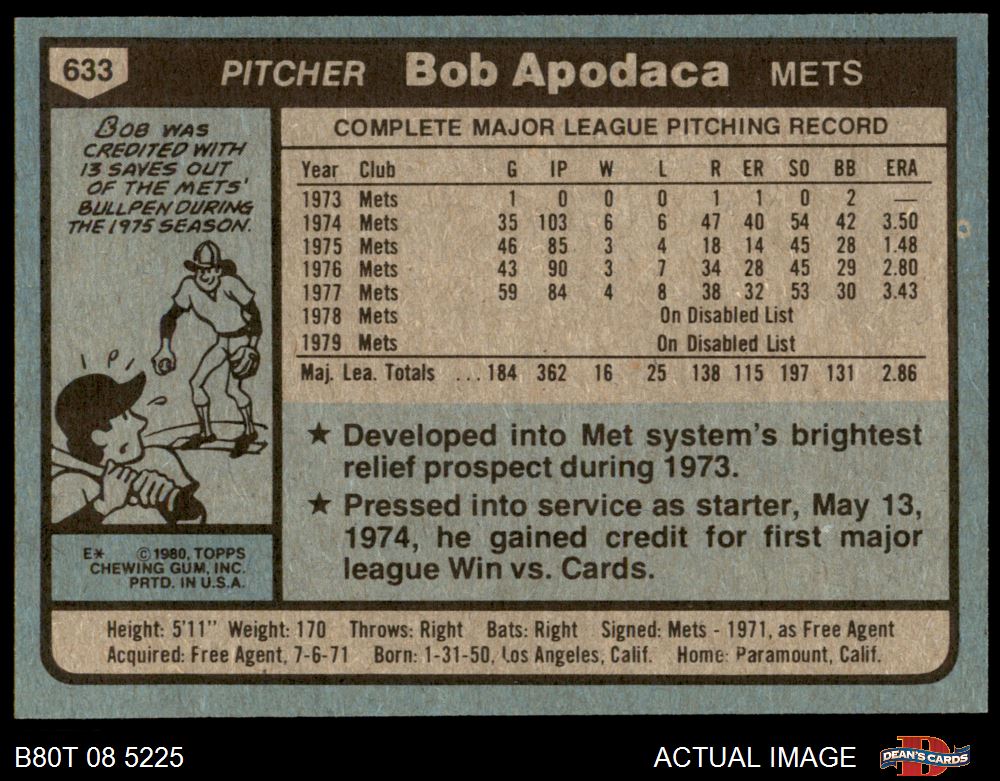 633 PITCHER Bob Apodaca METS
BOB WAS
CREDITED WITH
13 SAVES OUT
OF THE METS'
BULLPEN DURING
THE 1975 SEASON.
COMPLETE MAJOR LEAGUE PITCHING RECORD
Year Club G IP W L R ER SO BB ERA
1973 Mets 1 0 0 0 1 1 0 2 —
1974 Mets 35 103 6 6 47 40 54 42 3.50
1975 Mets 46 85 3 4 18 14 45 28 1.48
1976 Mets 43 90 3 7 34 28 45 29 2.80
1977 Mets 59 84 4 8 38 32 53 30 3.43
1978 Mets On Disabled List
1979 Mets On Disabled List
Maj. Lea. Totals ...184 362 16 25 138 115 197 131 2.86
★ Developed into Met system's brightest
relief prospect during 1973.
★ Pressed into service as starter, May 13,
1974, he gained credit for first major
league Win vs. Cards.
E* © 1980, TOPPS
CHEWING GUM, INC.
PRTD. IN U.S.A.
Height: 5'11" Weight: 170 Throws: Right Bats: Right Signed: Mets - 1971, as Free Agent
Acquired: Free Agent, 7-6-71 Born: 1-31-50, Los Angeles, Calif. Home: Paramount, Calif.
B80T 08 5225 ACTUAL IMAGE D DEAN'S CARDS